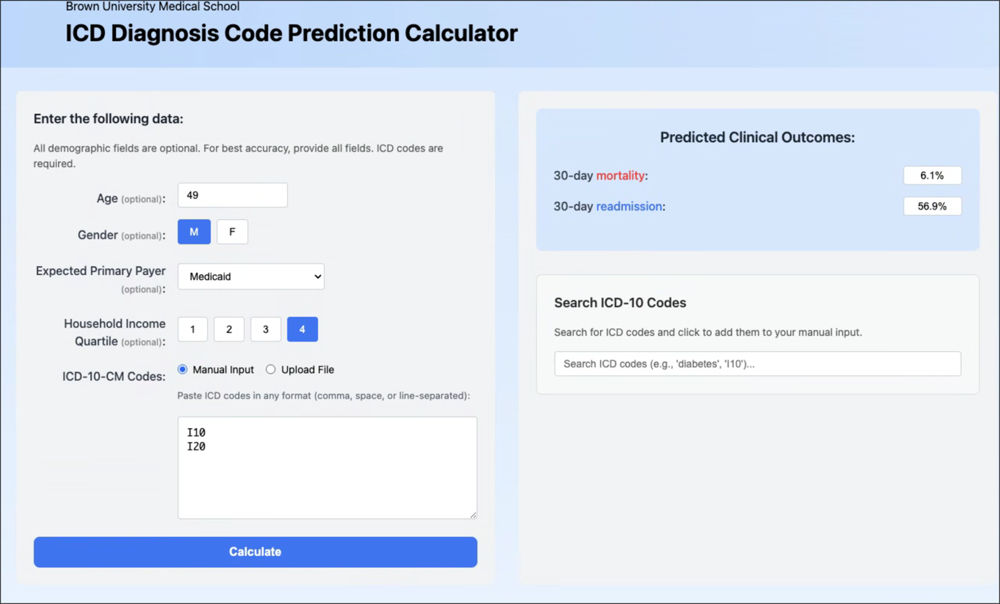 Brown University Medical School
ICD Diagnosis Code Prediction Calculator
Enter the following data:
All demographic fields are optional. For best accuracy, provide all fields. ICD codes are
required.
Age (optional):
49
Gender (optional):
M
F
Expected Primary Payer
(optional):
Medicaid
Household Income
Quartile (optional):
1
2
3
4
ICD-10-CM Codes:
Manual Input
Upload File
Paste ICD codes in any format (comma, space, or line-separated):
I10
I20
Calculate
Predicted Clinical Outcomes:
30-day mortality:
6.1%
30-day readmission:
56.9%
Search ICD-10 Codes
Search for ICD codes and click to add them to your manual input.
Search ICD codes (e.g., 'diabetes', 'I10')...